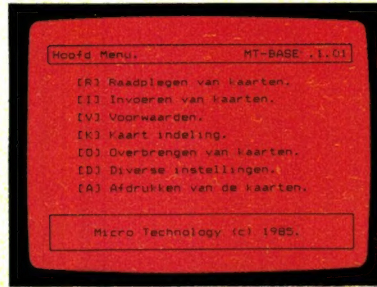 Hoofd Menu. MT-BASE .1.01
[R] Raadplegen van kaarten.
[I] Invoeren van kaarten.
[V] Voorwaarden.
[K] Kaart indeling.
[O] Overbrengen van kaarten.
[D] Diverse instellingen.
[A] Afdrukken van de kaarten.
Micro Technology (c) 1985.